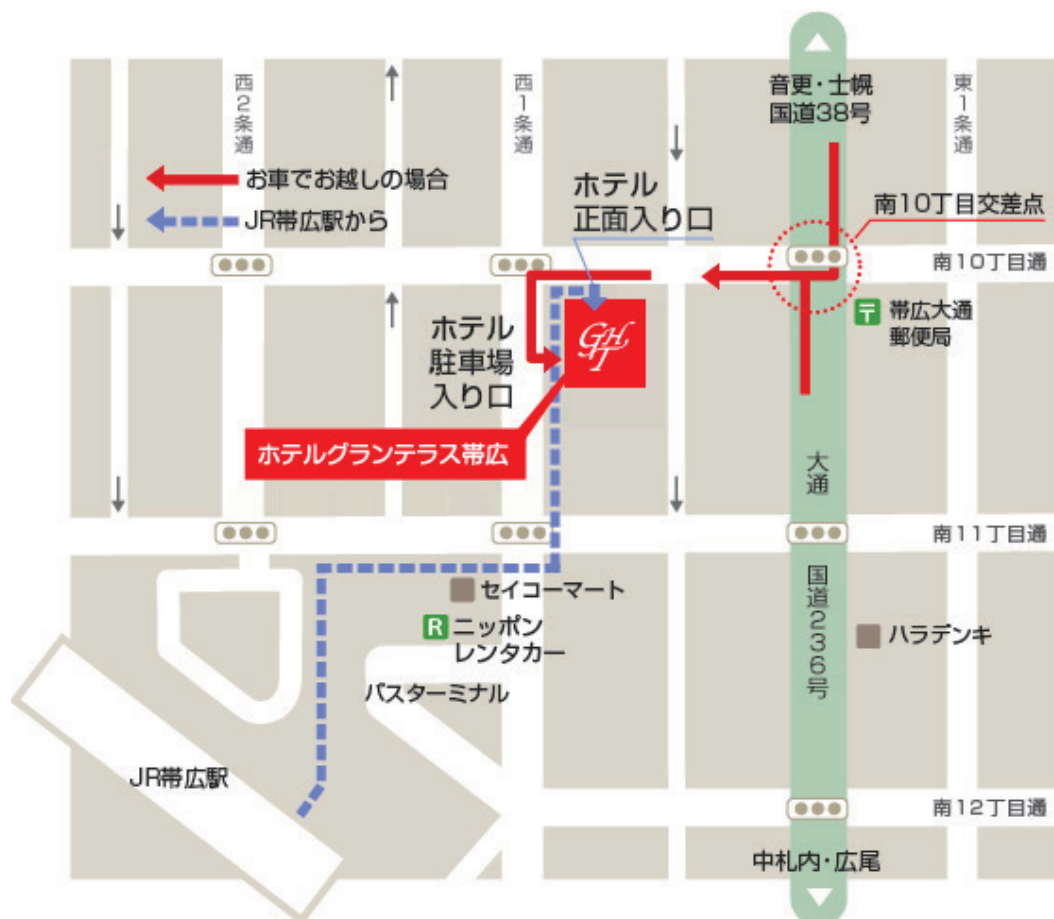 西2条通
西1条通
音更・士幌
国道38号
東1条通
お車でお越しの場合
JR帯広駅から
ホテル
正面入り口
南10丁目交差点
南10丁目通
帯広大通
郵便局
ホテル
駐車場
入り口
GHT
ホテルグランテラス帯広
大通
南11丁目通
セイコーマート
R ニッポン
レンタカー
国道236号
ハラデンキ
バスターミナル
JR帯広駅
南12丁目通
中札内・広尾